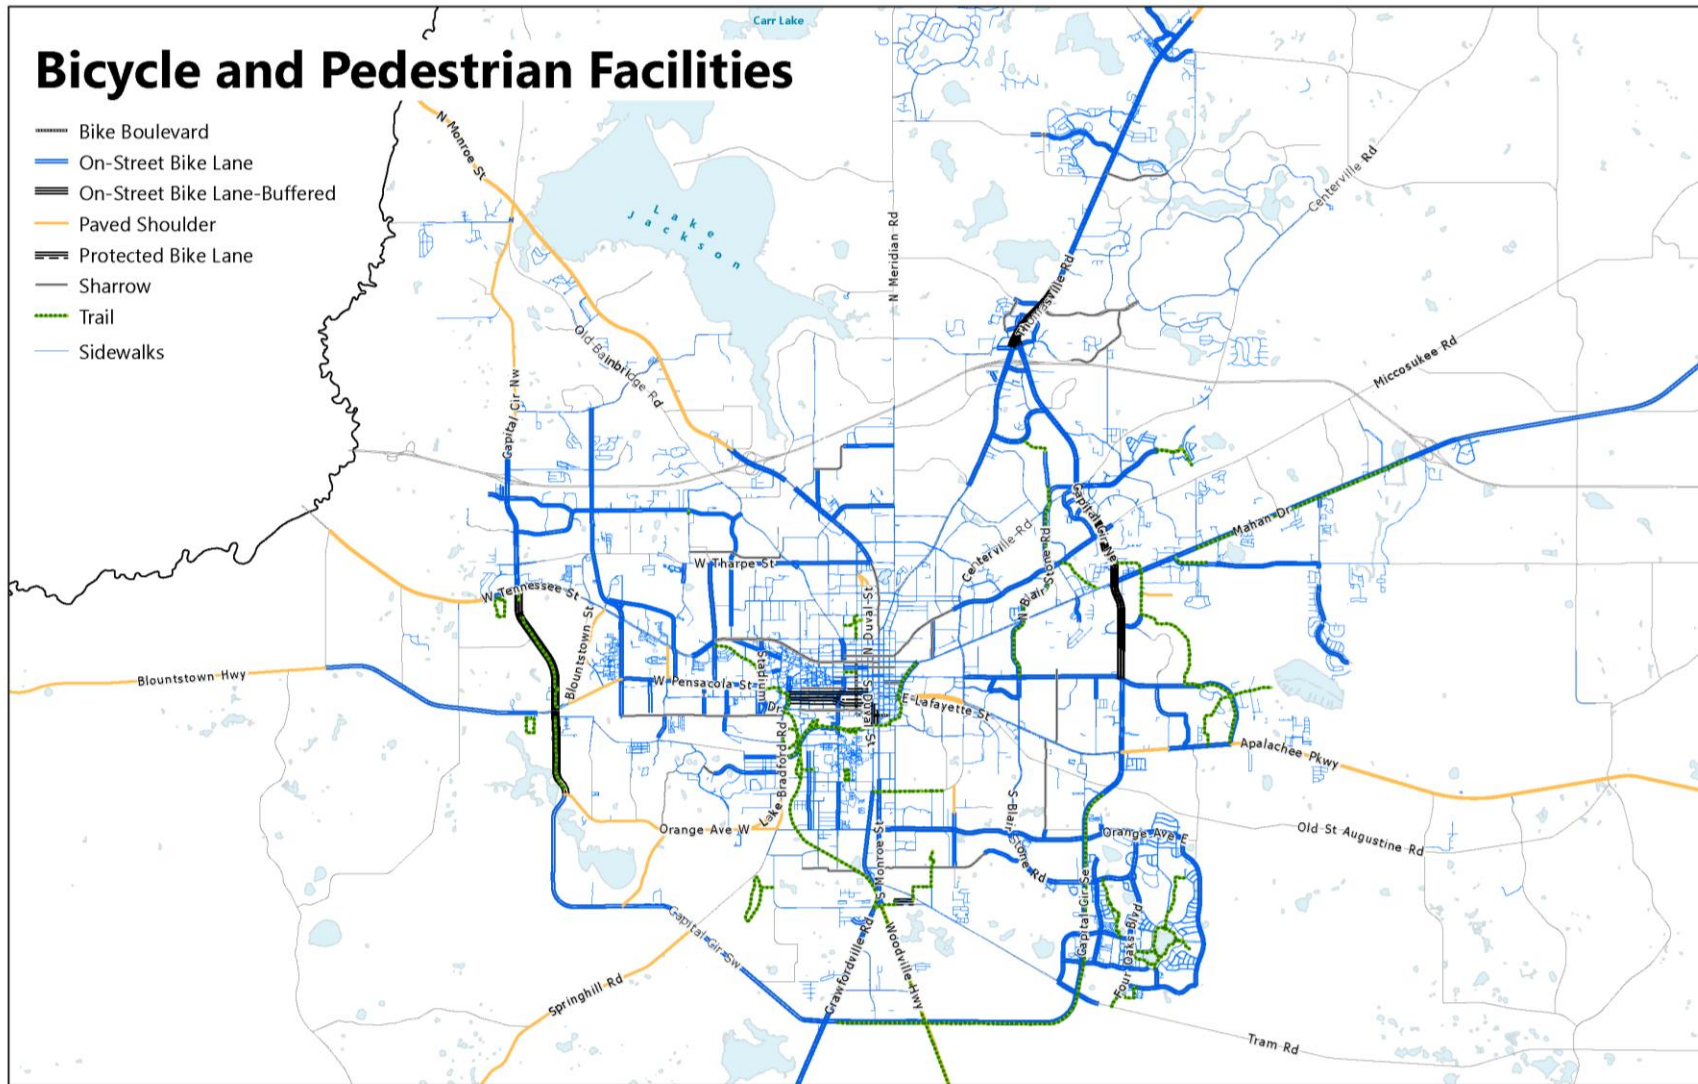 Carr Lake
Bicycle and Pedestrian Facilities
Bike Boulevard
On-Street Bike Lane
On-Street Bike Lane-Buffered
Paved Shoulder
Protected Bike Lane
Sharrow
Trail
Sidewalks
N Monroe St
Lake
Jackson
N Meridian Rd
Centerville Rd
Thomasville Rd
Old Bainbridge Rd
Miccosukee Rd
Capital Cir Nw
Capital Cir Ne
Mahan Dr
Centerville Rd
N Blair Stone Rd
W Tharpe St
W Tennessee St
N Duval St
Blountstown St
Stadium Dr
W Pensacola St
Blountstown Hwy
S Duval St
E Lafayette St
Apalachee Pkwy
Lake Bradford Rd
Orange Ave W
S Monroe St
S Blair Stone Rd
Orange Ave E
Old St Augustine Rd
Capital Cir Se
Four Oaks Blvd
Capital Cir Sw
Crawfordville Rd
Woodville Hwy
Springhill Rd
Tram Rd